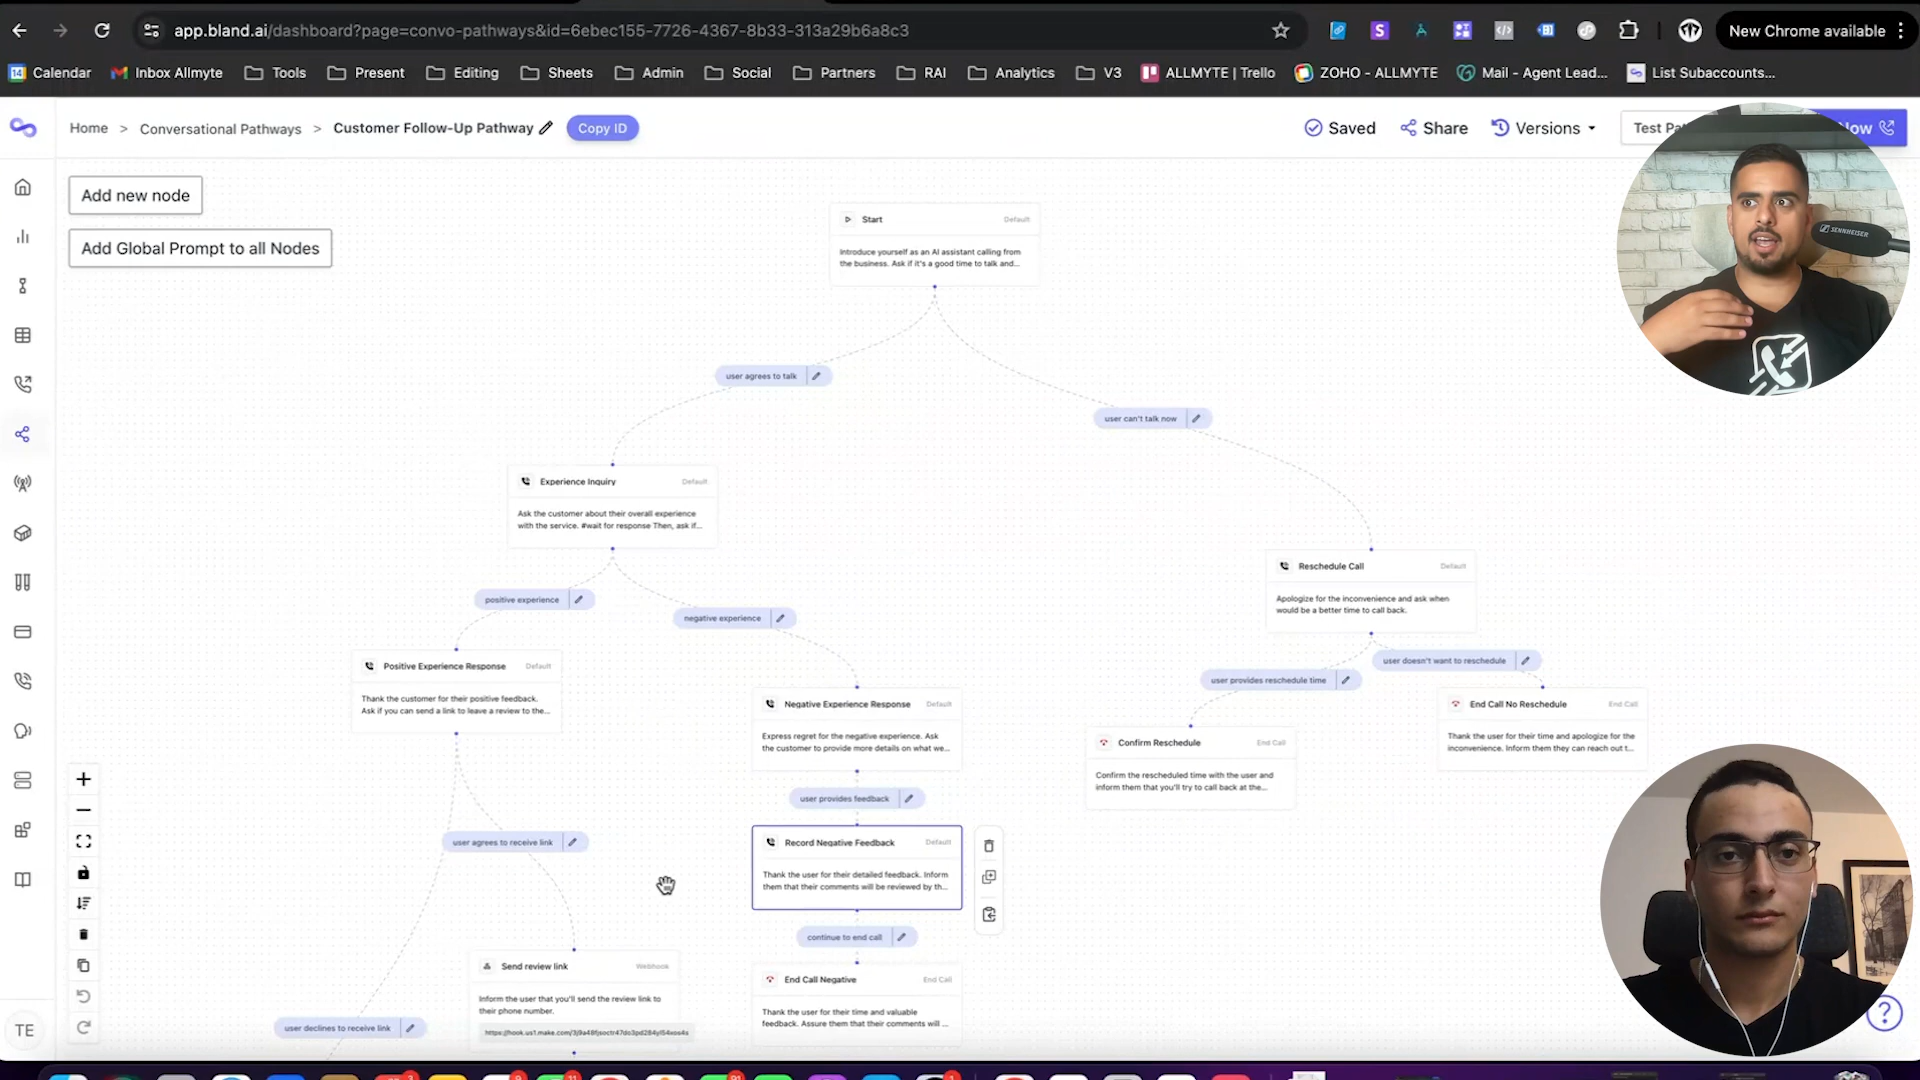 app.bland.ai/dashboard?page=convo-pathways&id=6ebec155-7726-4367-8b33-313a29b6a8c3
New Chrome available
Calendar
Inbox Allmyte
Tools
Present
Editing
Sheets
Admin
Social
Partners
RAI
Analytics
V3
ALLMYTE | Trello
ZOHO - ALLMYTE
Mail - Agent Lead...
List Subaccounts...
Home > Conversational Pathways > Customer Follow-Up Pathway
Copy ID
Saved
Share
Versions
Test
Now
Add new node
Add Global Prompt to all Nodes
SENNHEISER
Start
Default
Introduce yourself as an AI assistant calling from
the business. Ask if it's a good time to talk and...
user agrees to talk
user can't talk now
Experience Inquiry
Default
Ask the customer about their overall experience
with the service. #wait for response Then, ask if...
Reschedule Call
Default
Apologize for the inconvenience and ask when
would be a better time to call back.
positive experience
negative experience
user doesn't want to reschedule
user provides reschedule time
Positive Experience Response
Default
Thank the customer for their positive feedback.
Ask if you can send a link to leave a review to the...
Negative Experience Response
Default
Express regret for the negative experience. Ask
the customer to provide more details on what we...
End Call No Reschedule
End Call
Thank the user for their time and apologize for the
inconvenience. Inform them they can reach out t...
Confirm Reschedule
End Call
Confirm the rescheduled time with the user and
inform them that you'll try to call back at the...
user provides feedback
user agrees to receive link
Record Negative Feedback
Default
Thank the user for their detailed feedback. Inform
them that their comments will be reviewed by th...
continue to end call
Send review link
Webhook
Inform the user that you'll send the review link to
their phone number.
End Call Negative
End Call
Thank the user for their time and valuable
feedback. Assure them that their comments will ...
user declines to receive link
TE